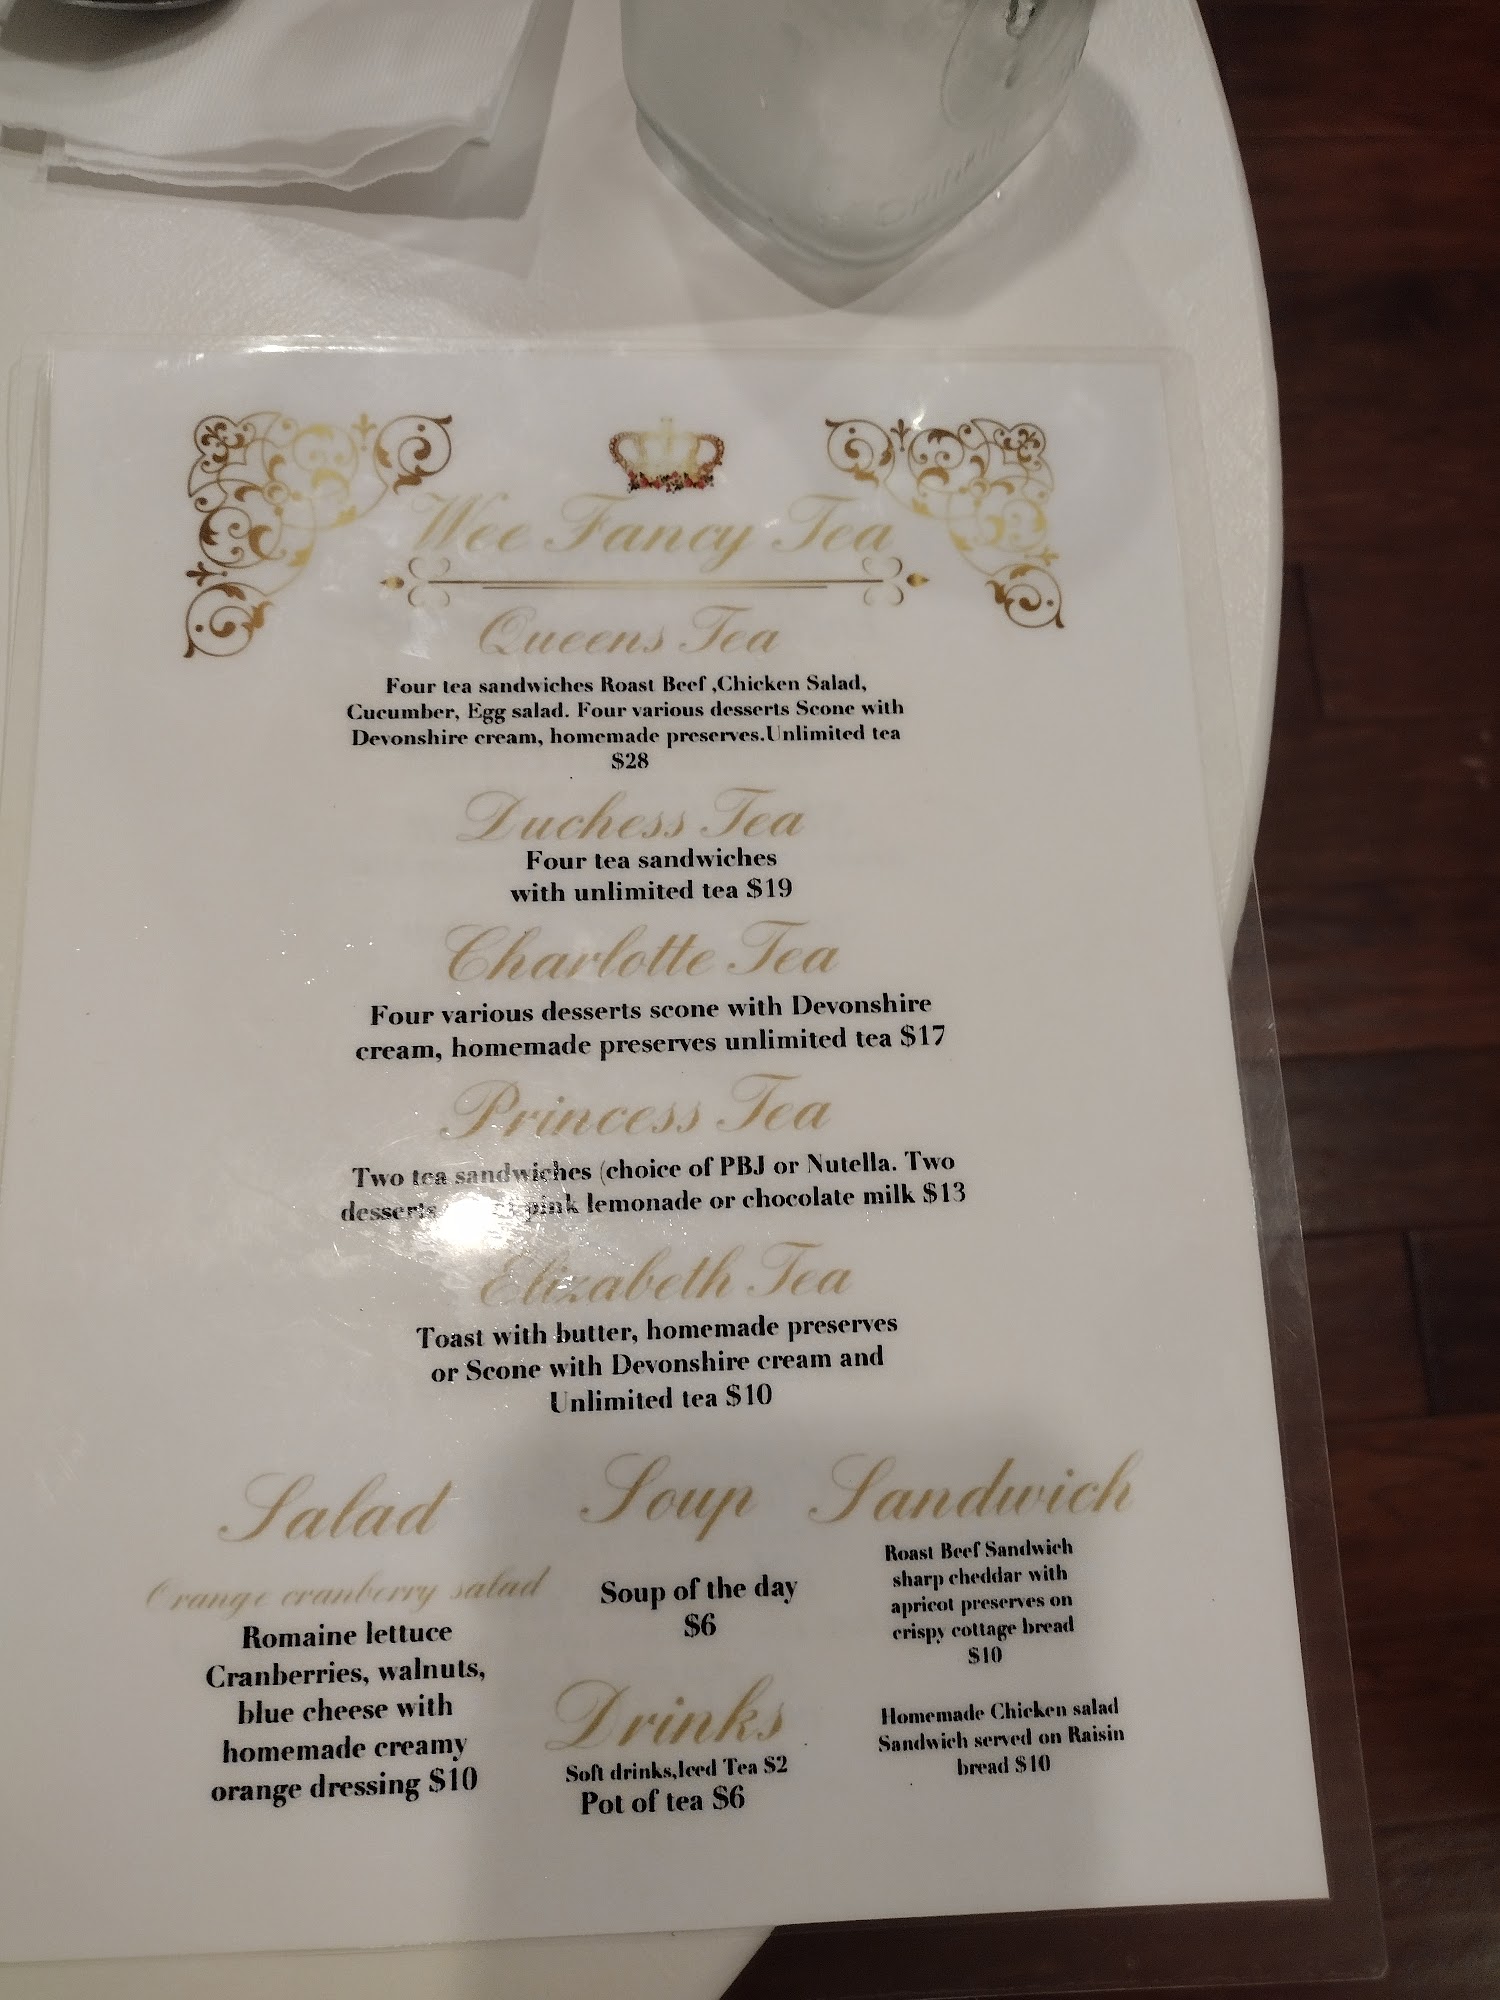 Wee Fancy Tea
Queens Tea
Four tea sandwiches Roast Beef ,Chicken Salad,
Cucumber, Egg salad. Four various desserts Scone with
Devonshire cream, homemade preserves.Unlimited tea
$28
Duchess Tea
Four tea sandwiches
with unlimited tea $19
Charlotte Tea
Four various desserts scone with Devonshire
cream, homemade preserves unlimited tea $17
Princess Tea
Two tea sandwiches (choice of PBJ or Nutella. Two
desserts pink lemonade or chocolate milk $13
Elizabeth Tea
Toast with butter, homemade preserves
or Scone with Devonshire cream and
Unlimited tea $10
Salad
Orange cranberry salad
Romaine lettuce
Cranberries, walnuts,
blue cheese with
homemade creamy
orange dressing $10
Soup
Soup of the day
$6
Drinks
Soft drinks,Iced Tea $2
Pot of tea $6
Sandwich
Roast Beef Sandwich
sharp cheddar with
apricot preserves on
crispy cottage bread
$10
Homemade Chicken salad
Sandwich served on Raisin
bread $10